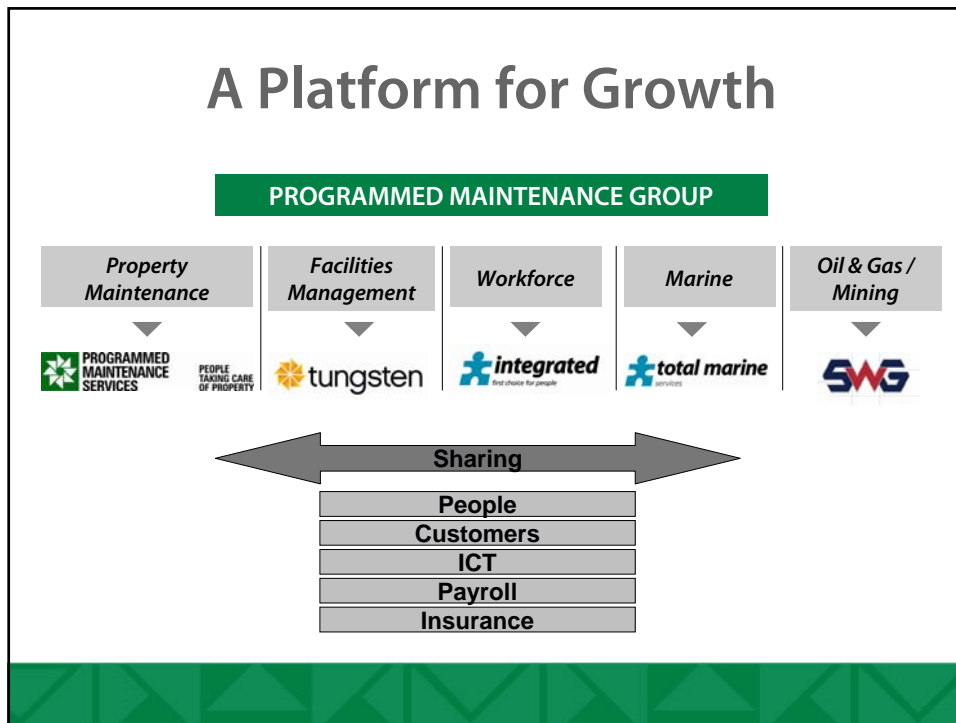 A Platform for Growth
PROGRAMMED MAINTENANCE GROUP
Property
Maintenance
Facilities
Management
Workforce
Marine
Oil & Gas /
Mining
PROGRAMMED
MAINTENANCE
SERVICES
PEOPLE
TAKING CARE
OF PROPERTY
tungsten
integrated
first choice for people
total marine
services
SWG
Sharing
People
Customers
ICT
Payroll
Insurance